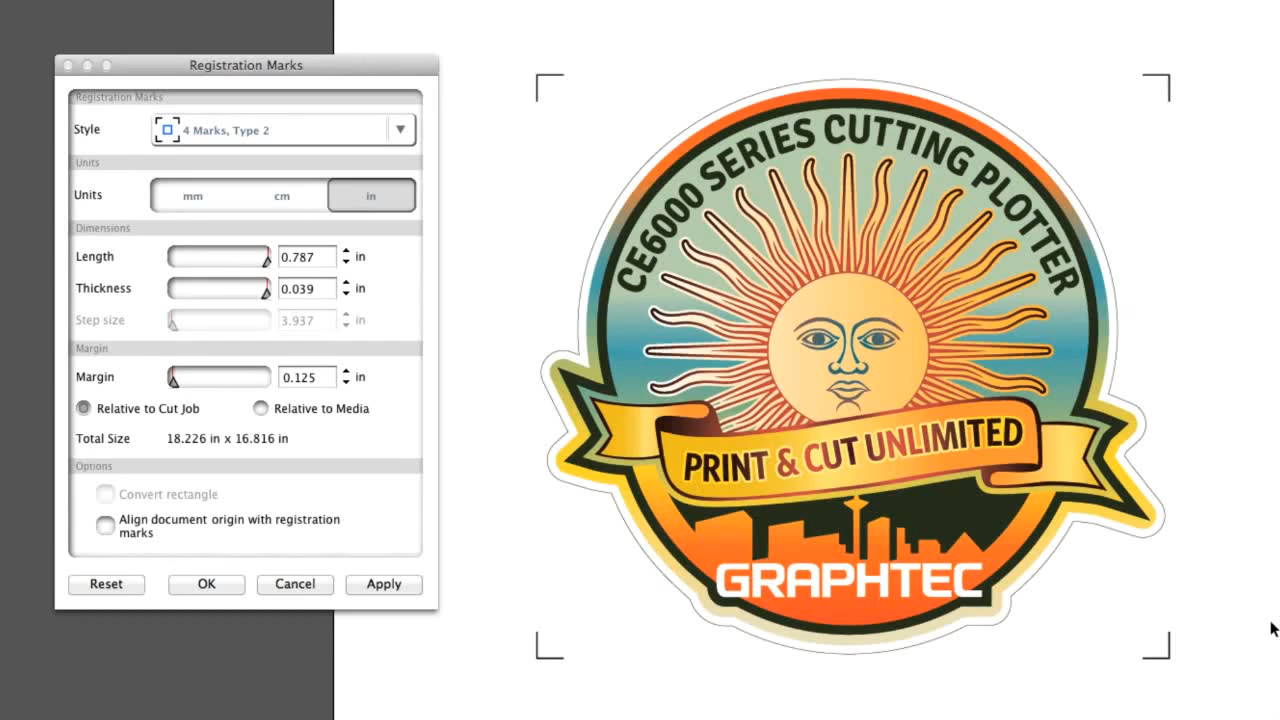 Registration Marks
Registration Marks
Style
4 Marks, Type 2
Units
Units
mm
cm
in
Dimensions
Length
0.787
in
Thickness
0.039
in
Step size
3.937
in
Margin
Margin
0.125
in
Relative to Cut Job
Relative to Media
Total Size
18.226 in x 16.816 in
Options
Convert rectangle
Align document origin with registration
marks
Reset
OK
Cancel
Apply
CE6000 SERIES CUTTING PLOTTER
PRINT & CUT UNLIMITED
GRAPHTEC